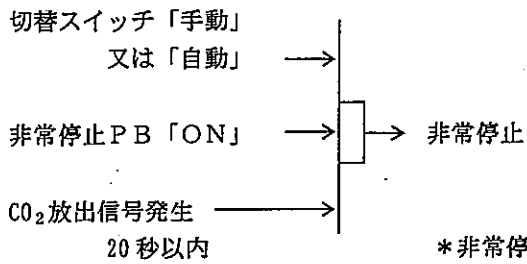 切替スイッチ「手動」
又は「自動」
非常停止PB「ON」
非常停止
CO₂放出信号発生
20秒以内
*非常停